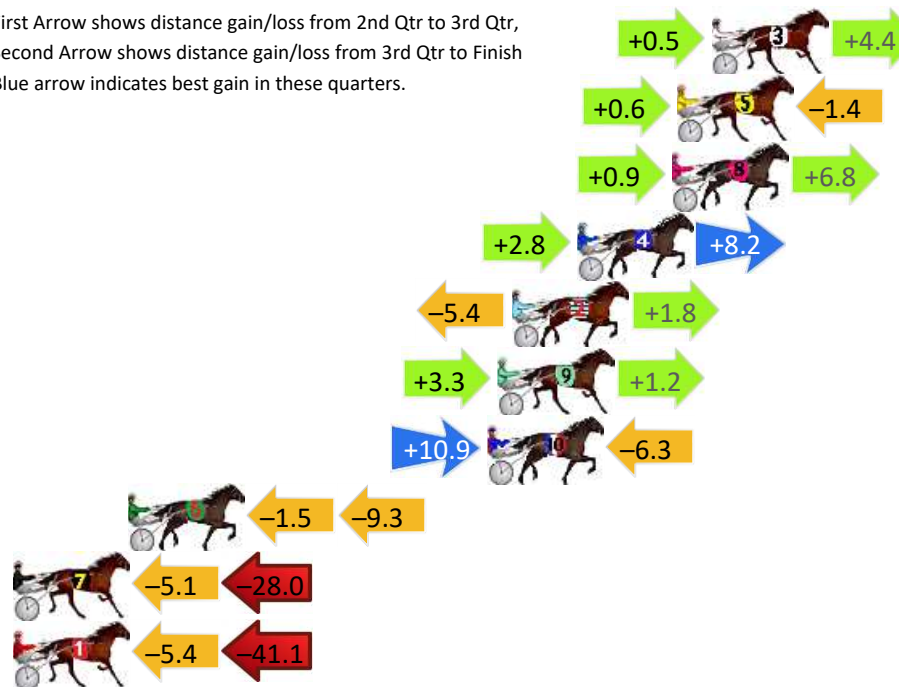 irst Arrow shows distance gain/loss from 2nd Qtr to 3rd Qtr,
econd Arrow shows distance gain/loss from 3rd Qtr to Finish
Blue arrow indicates best gain in these quarters.
+0.5 3 +4.4
+0.6 5 –1.4
+0.9 8 +6.8
+2.8 4 +8.2
–5.4 2 +1.8
+3.3 9 +1.2
+10.9 10 –6.3
6 –1.5 –9.3
7 –5.1 –28.0
1 –5.4 –41.1